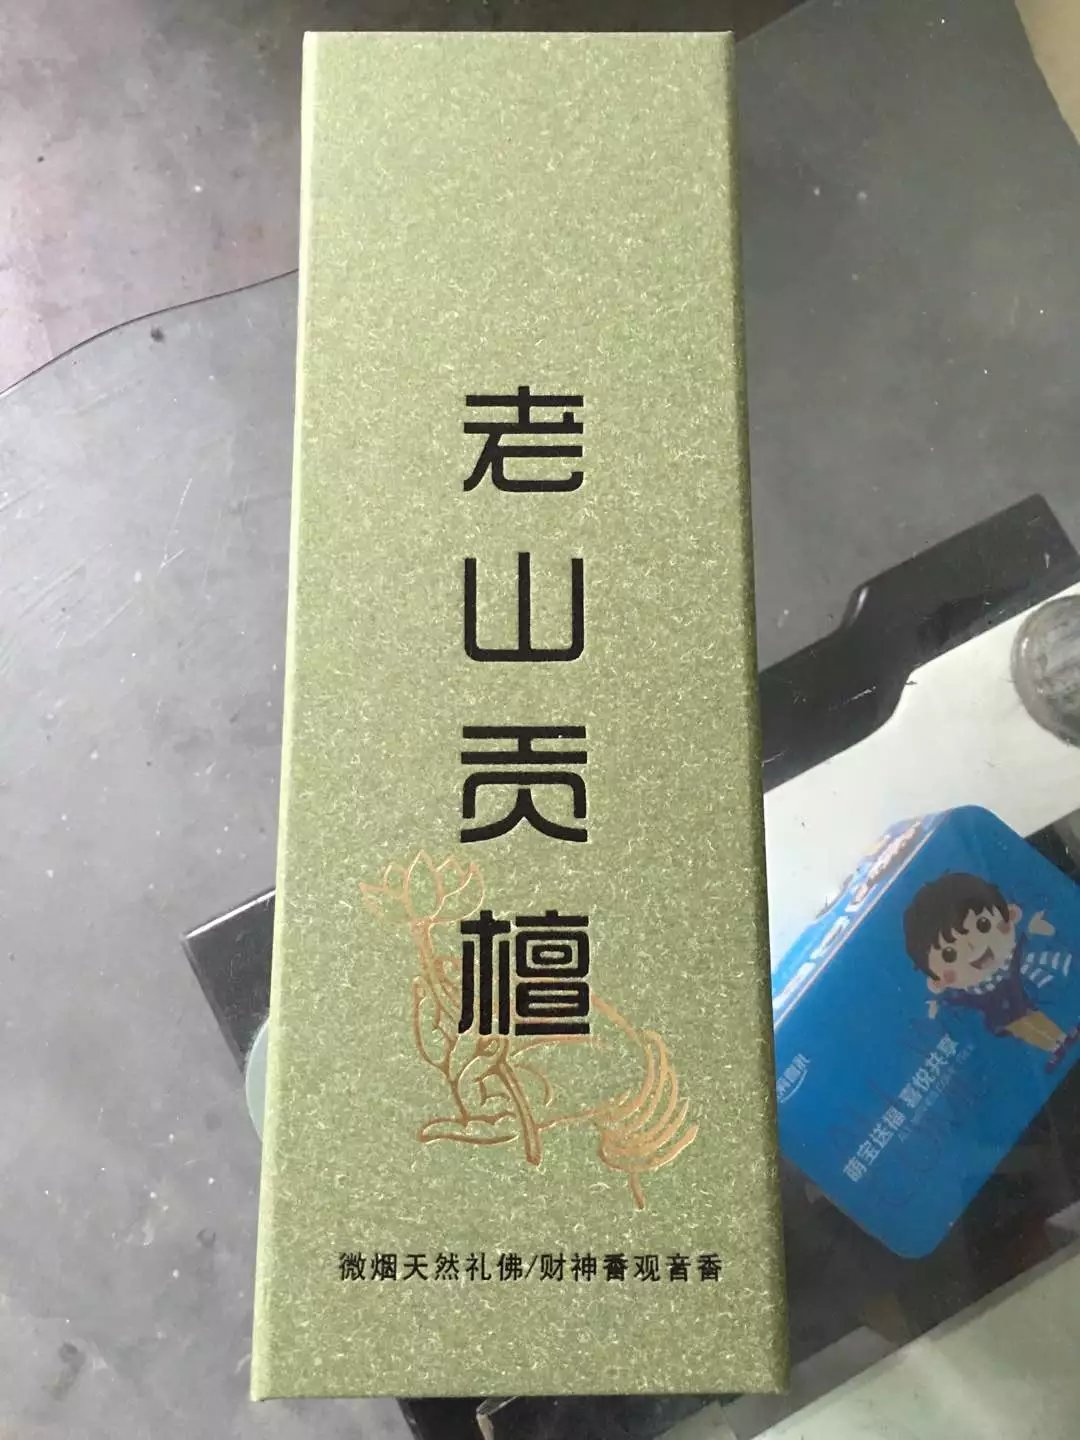 老山贡檀
微烟天然礼佛/财神香观音香
萌宝送福 喜悦共享